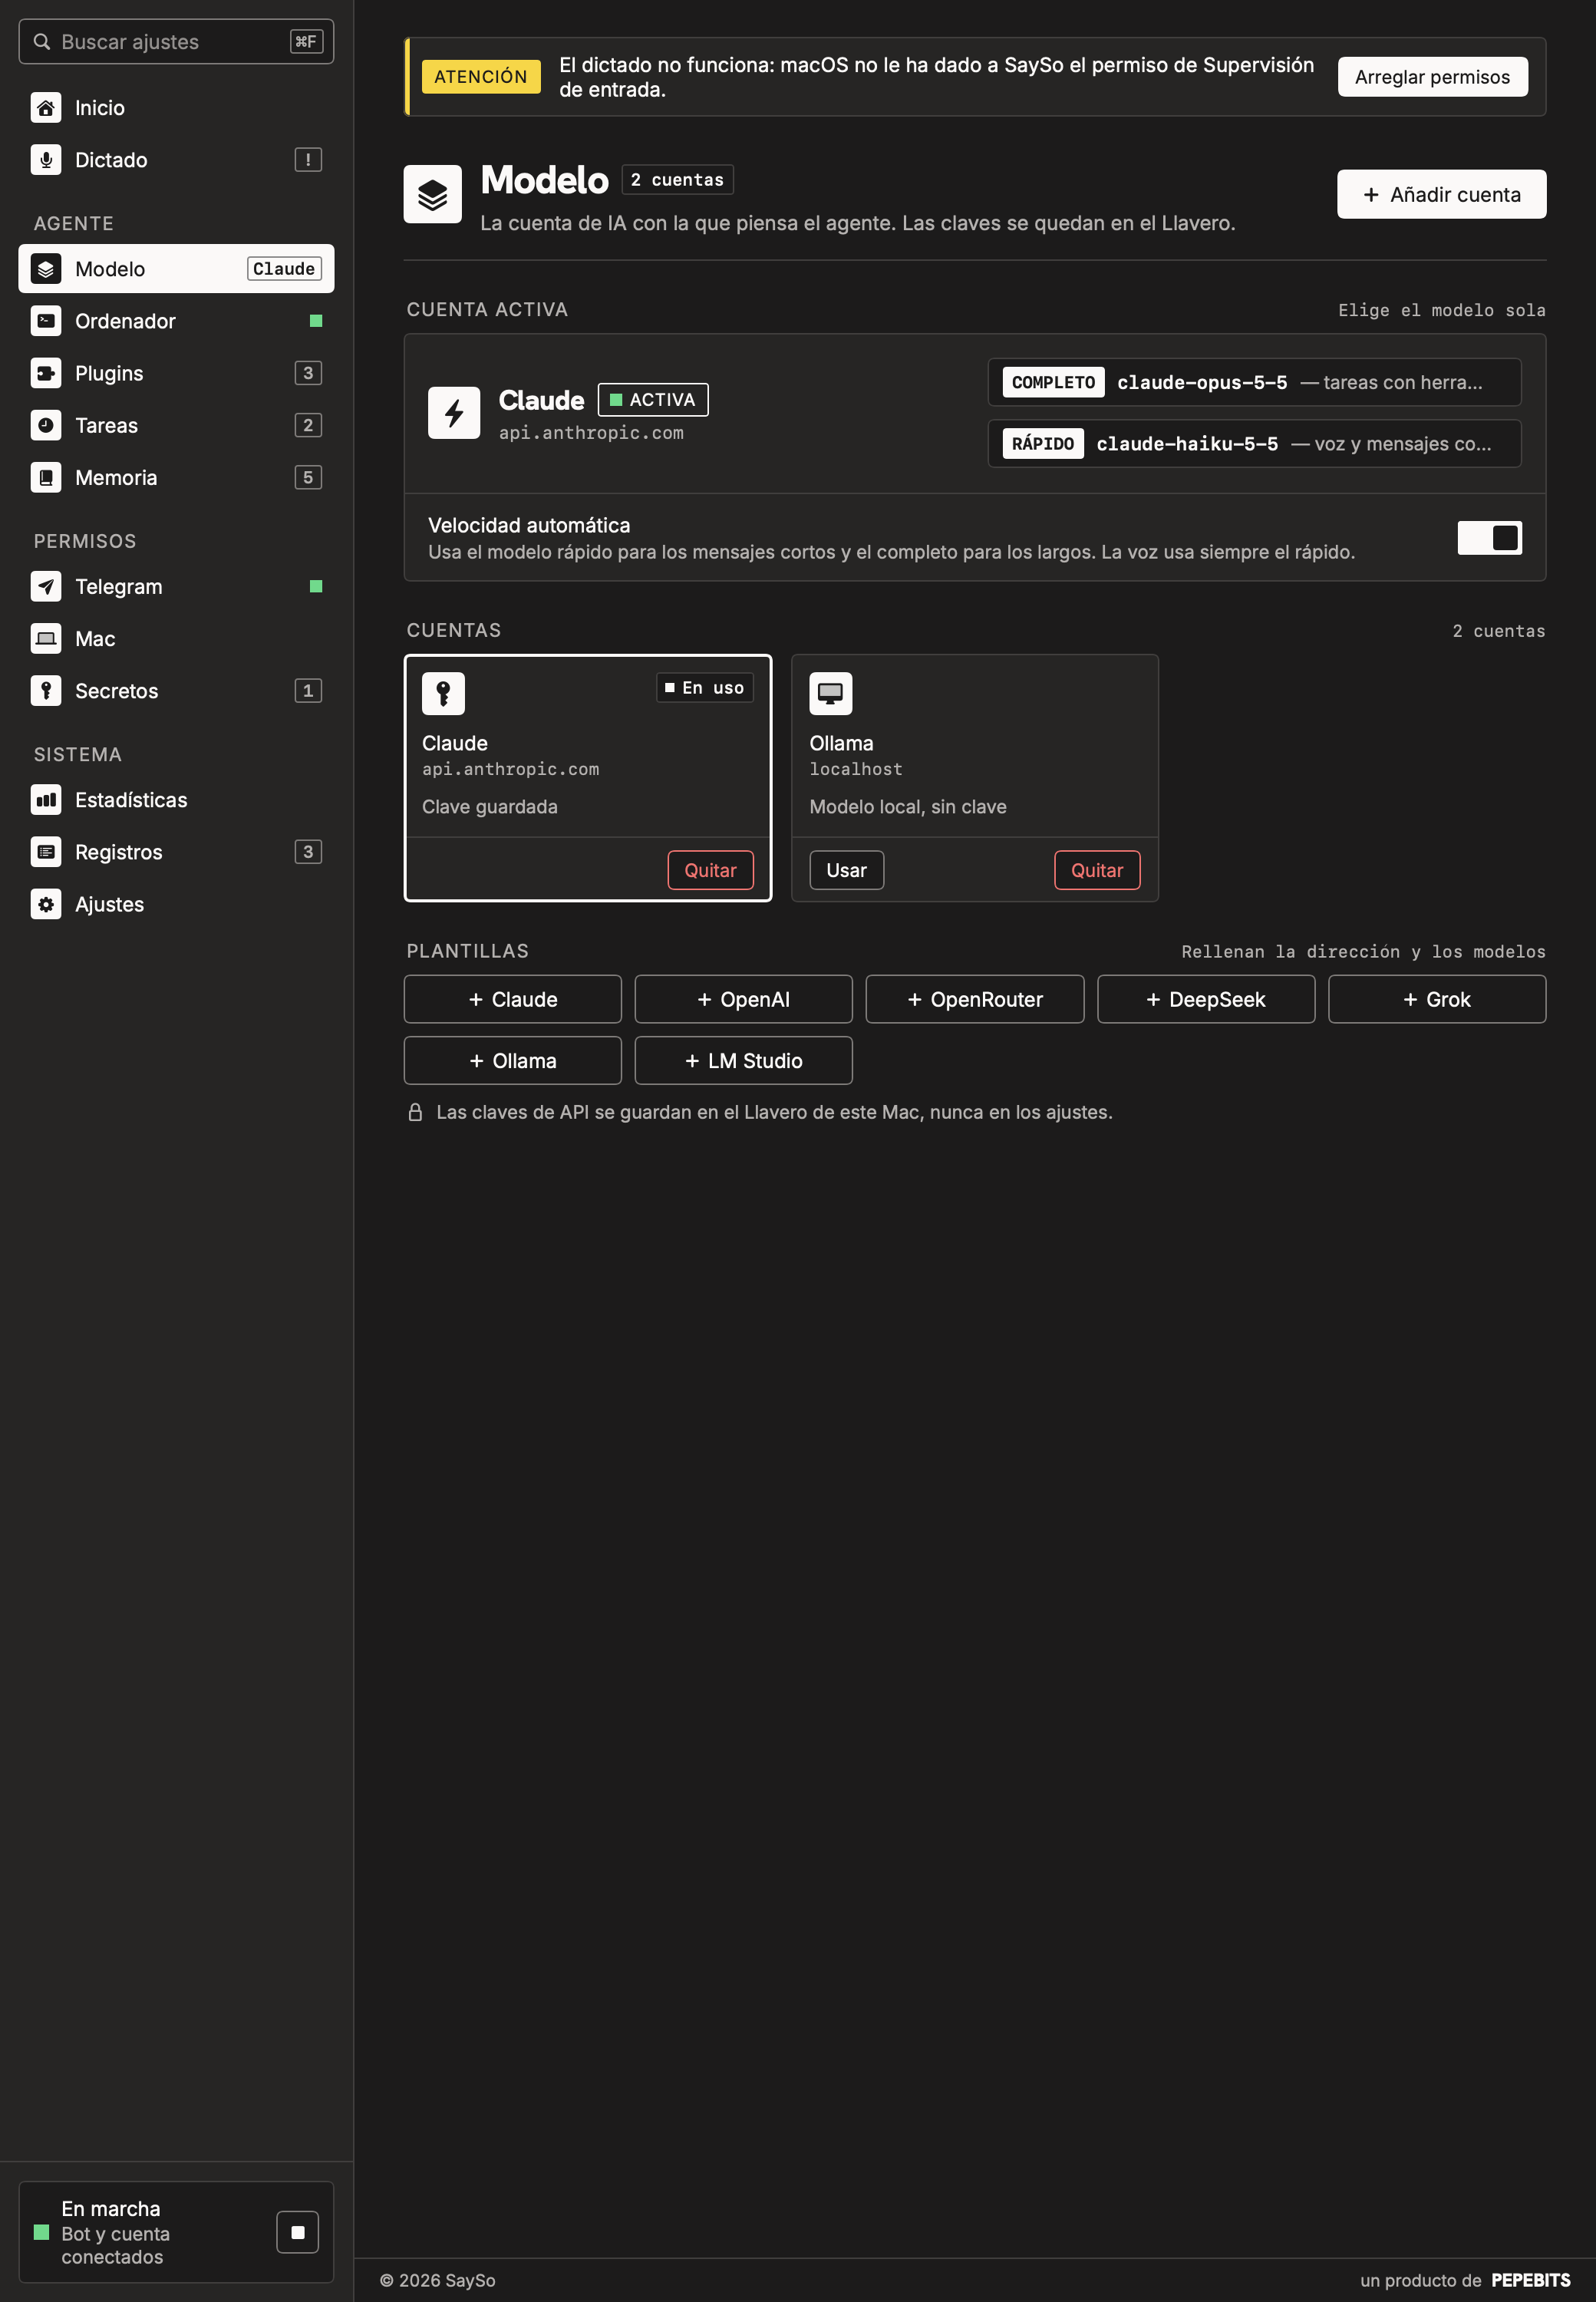 Buscar ajustes
⌘F
Inicio
Dictado
!
AGENTE
Modelo
Claude
Ordenador
Plugins
3
Tareas
2
Memoria
5
PERMISOS
Telegram
Mac
Secretos
1
SISTEMA
Estadísticas
Registros
3
Ajustes
En marcha
Bot y cuenta
conectados
ATENCIÓN
El dictado no funciona: macOS no le ha dado a SaySo el permiso de Supervisión
de entrada.
Arreglar permisos
Modelo
2 cuentas
La cuenta de IA con la que piensa el agente. Las claves se quedan en el Llavero.
+ Añadir cuenta
CUENTA ACTIVA
Elige el modelo sola
Claude
ACTIVA
api.anthropic.com
COMPLETO claude-opus-5-5 — tareas con herra...
RÁPIDO claude-haiku-5-5 — voz y mensajes co...
Velocidad automática
Usa el modelo rápido para los mensajes cortos y el completo para los largos. La voz usa siempre el rápido.
CUENTAS
2 cuentas
En uso
Claude
api.anthropic.com
Clave guardada
Quitar
Ollama
localhost
Modelo local, sin clave
Usar
Quitar
PLANTILLAS
Rellenan la dirección y los modelos
+ Claude
+ OpenAI
+ OpenRouter
+ DeepSeek
+ Grok
+ Ollama
+ LM Studio
Las claves de API se guardan en el Llavero de este Mac, nunca en los ajustes.
© 2026 SaySo
un producto de PEPEBITS